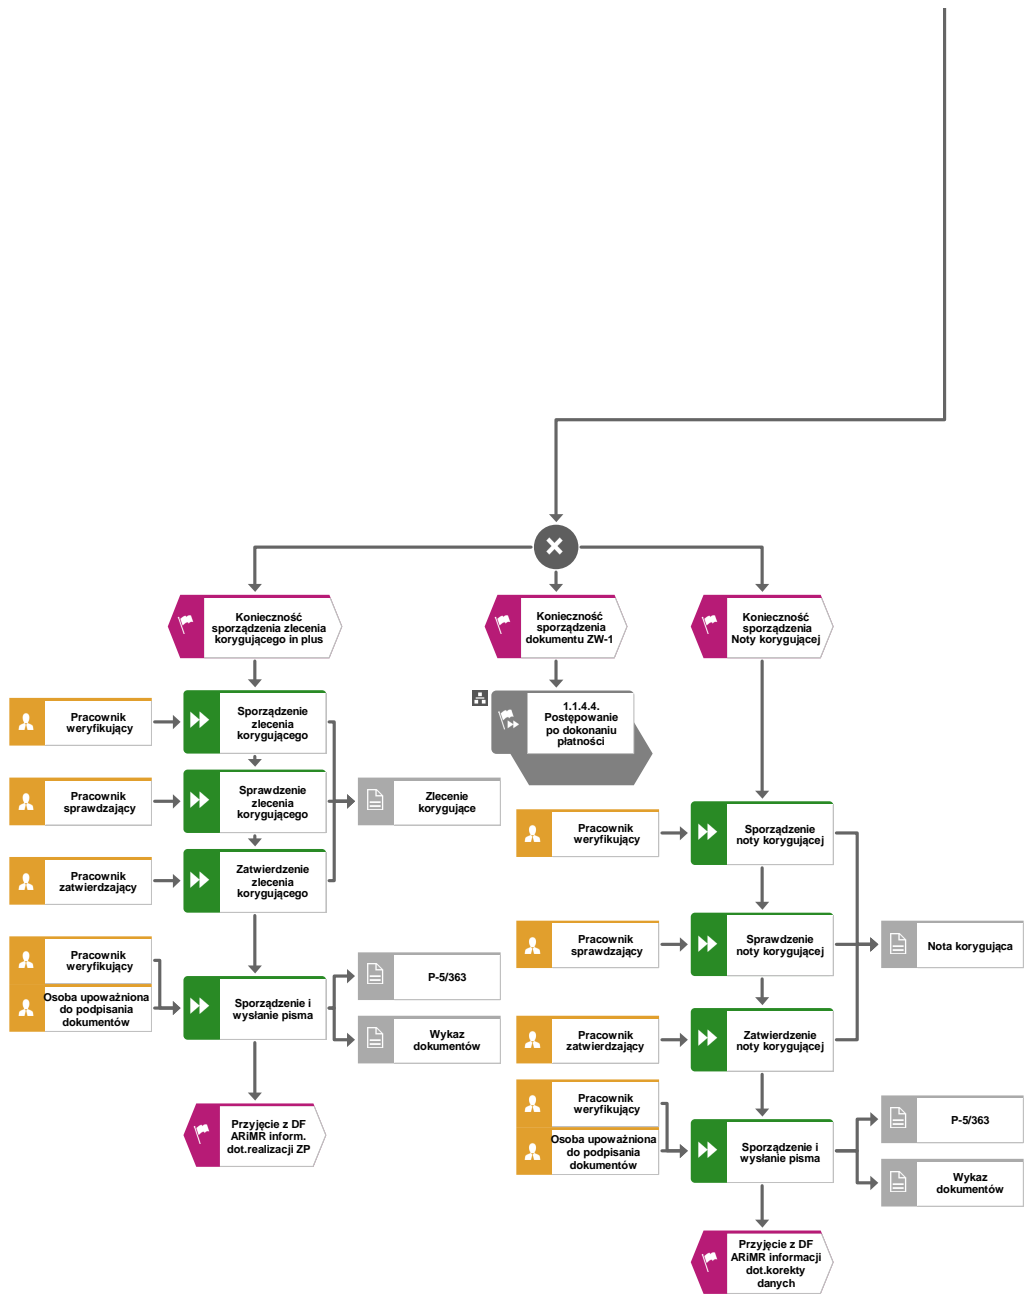 Konieczność
sporządzenia zlecenia
korygującego in plus
Konieczność
sporządzenia
dokumentu ZW-1
Konieczność
sporządzenia
Noty korygującej
Pracownik
weryfikujący
Sporządzenie
zlecenia
korygującego
1.1.4.4.
Postępowanie
po dokonaniu
płatności
Pracownik
sprawdzający
Sprawdzenie
zlecenia
korygującego
Zlecenie
korygujące
Pracownik
zatwierdzający
Zatwierdzenie
zlecenia
korygującego
Pracownik
weryfikujący
Osoba upoważniona
do podpisania
dokumentów
Sporządzenie i
wysłanie pisma
P-5/363
Wykaz
dokumentów
Przyjęcie z DF
ARiMR inform.
dot.realizacji ZP
Pracownik
weryfikujący
Sporządzenie
noty korygującej
Pracownik
sprawdzający
Sprawdzenie
noty korygującej
Nota korygująca
Pracownik
zatwierdzający
Zatwierdzenie
noty korygującej
Pracownik
weryfikujący
Osoba upoważniona
do podpisania
dokumentów
Sporządzenie i
wysłanie pisma
P-5/363
Wykaz
dokumentów
Przyjęcie z DF
ARiMR informacji
dot.korekty
danych